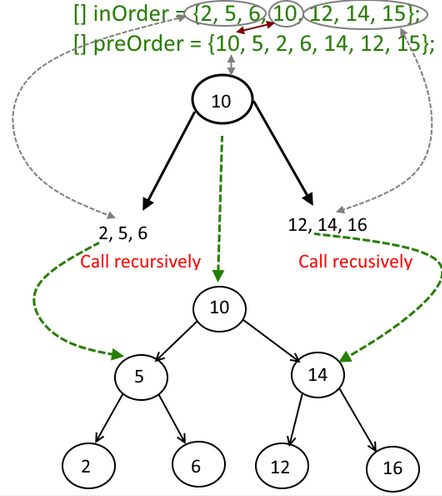 [] inOrder = {2, 5, 6, 10, 12, 14, 15};
[] preOrder = {10, 5, 2, 6, 14, 12, 15};
10
2, 5, 6
12, 14, 16
Call recursively
Call recusively
10
5
14
2
6
12
16